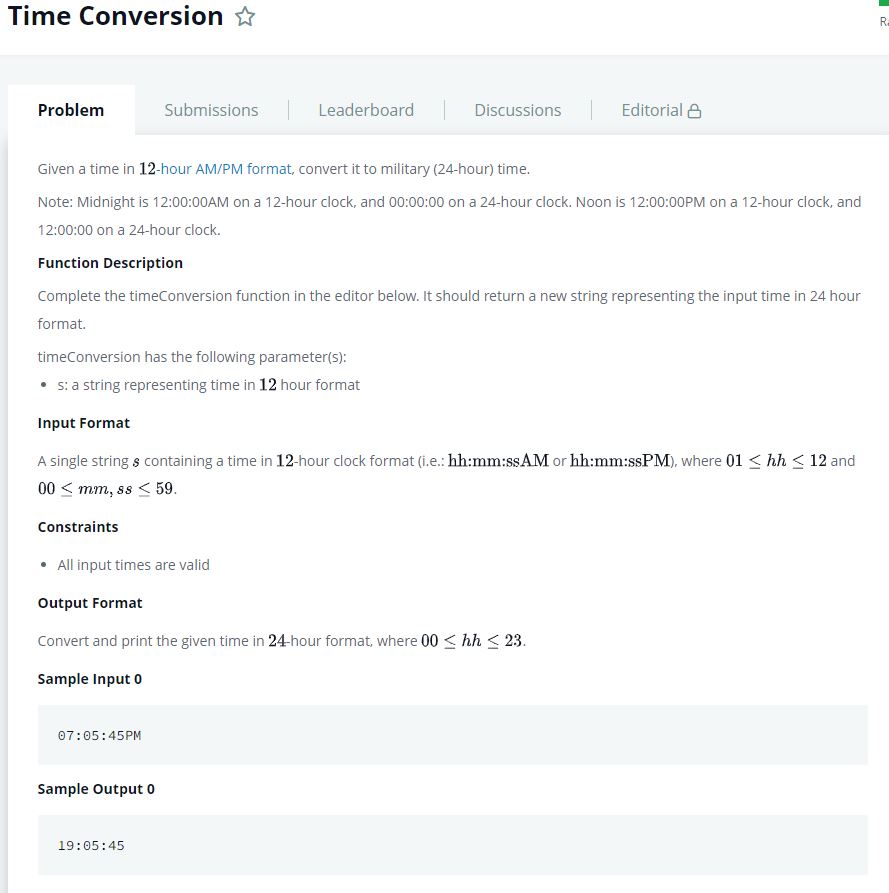 Time Conversion
Ra
Problem
Submissions
Leaderboard
Discussions
Editorial
Given a time in 12-hour AM/PM format, convert it to military (24-hour) time.
Note: Midnight is 12:00:00AM on a 12-hour clock, and 00:00:00 on a 24-hour clock. Noon is 12:00:00PM on a 12-hour clock, and
12:00:00 on a 24-hour clock.
Function Description
Complete the timeConversion function in the editor below. It should return a new string representing the input time in 24 hour
format.
timeConversion has the following parameter(s):
• s: a string representing time in 12 hour format
Input Format
A single string s containing a time in 12-hour clock format (i.e.: hh:mm:ssAM or hh:mm:ssPM), where 01 ≤ hh ≤ 12 and
00 ≤ mm, ss ≤ 59.
Constraints
• All input times are valid
Output Format
Convert and print the given time in 24-hour format, where 00 ≤ hh ≤ 23.
Sample Input 0
07:05:45PM
Sample Output 0
19:05:45